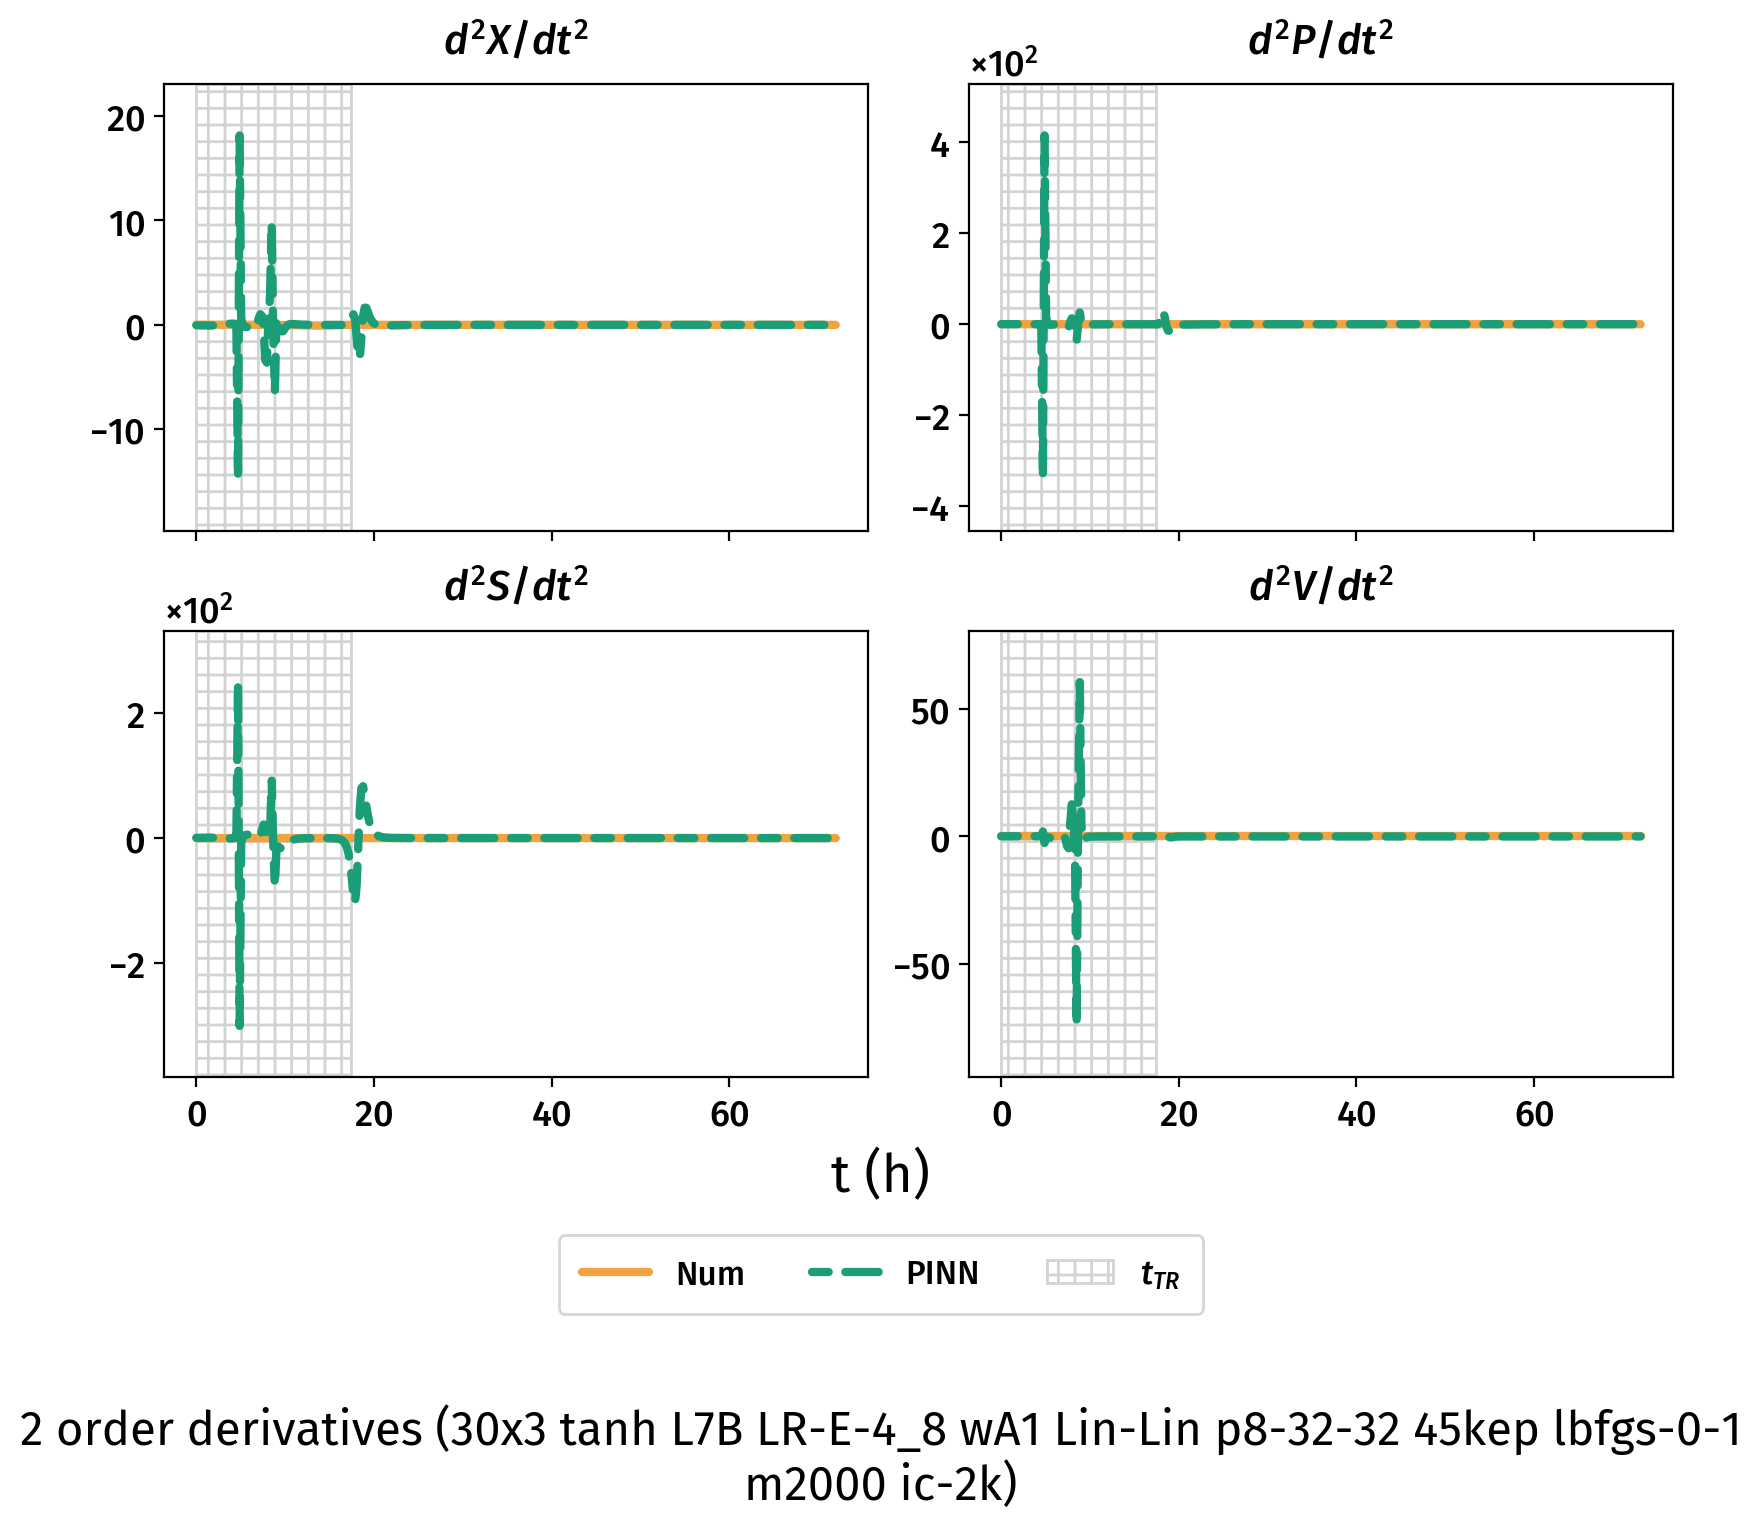 d²X/dt²
20
10
0
−10
d²P/dt²
×10²
4
2
0
−2
−4
d²S/dt²
×10²
2
0
−2
0 20 40 60
d²V/dt²
50
0
−50
0 20 40 60
t (h)
Num PINN t_TR
2 order derivatives (30x3 tanh L7B LR-E-4_8 wA1 Lin-Lin p8-32-32 45kep lbfgs-0-1
m2000 ic-2k)